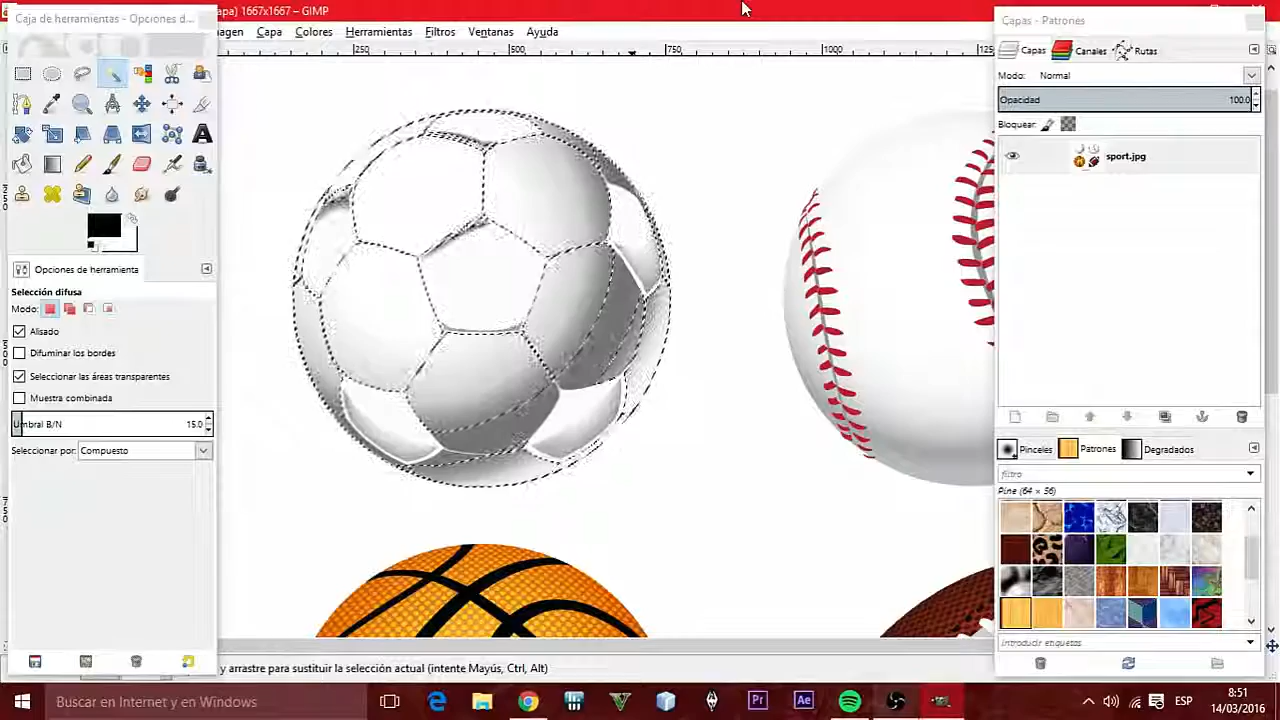 apa) 1667x1667 – GIMP
Caja de herramientas - Opciones d...
agen Capa Colores Herramientas Filtros Ventanas Ayuda
250 500 750 1000 125
Opciones de herramienta
Selección difusa
Modo:
Alisado
Difuminar los bordes
Seleccionar las áreas transparentes
Muestra combinada
Umbral B/N 15.0
Seleccionar por: Compuesto
y arrastre para sustituir la selección actual (intente Mayús, Ctrl, Alt)
Capas - Patrones
Capas Canales Rutas
Modo: Normal
Opacidad 100.0
Bloquear:
sport.jpg
Pinceles Patrones Degradados
filtro
Pine (64 × 56)
introducir etiquetas
Buscar en Internet y en Windows
Pr
Ae
ESP
8:51
14/03/2016